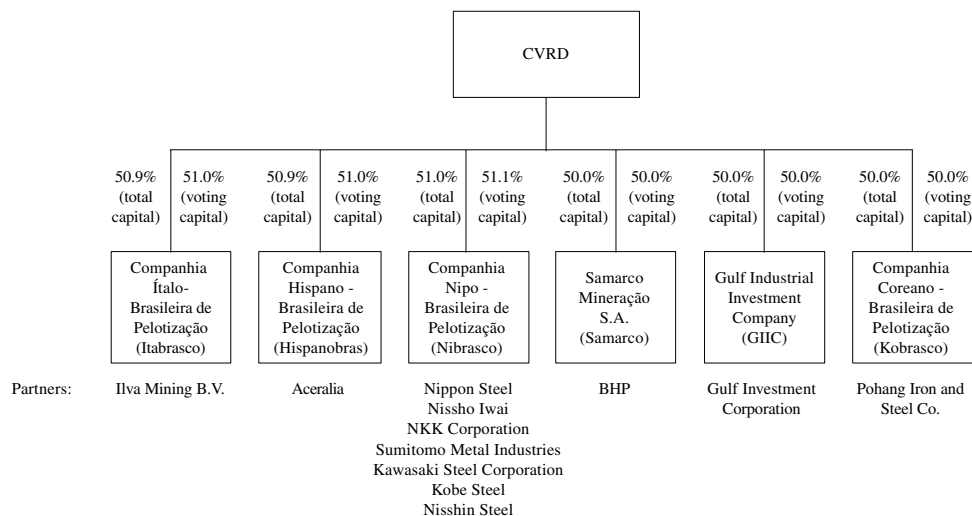 CVRD
50.9%
(total
capital)
51.0%
(voting
capital)
50.9%
(total
capital)
51.0%
(voting
capital)
51.0%
(total
capital)
51.1%
(voting
capital)
50.0%
(total
capital)
50.0%
(voting
capital)
50.0%
(total
capital)
50.0%
(voting
capital)
50.0%
(total
capital)
50.0%
(voting
capital)
Companhia
Ítalo-
Brasileira de
Pelotização
(Itabrasco)
Companhia
Hispano -
Brasileira de
Pelotização
(Hispanobras)
Companhia
Nipo -
Brasileira de
Pelotização
(Nibrasco)
Samarco
Mineração
S.A.
(Samarco)
Gulf Industrial
Investment
Company
(GIIC)
Companhia
Coreano -
Brasileira de
Pelotização
(Kobrasco)
Partners:
Ilva Mining B.V.
Aceralia
Nippon Steel
Nissho Iwai
NKK Corporation
Sumitomo Metal Industries
Kawasaki Steel Corporation
Kobe Steel
Nisshin Steel
BHP
Gulf Investment
Corporation
Pohang Iron and
Steel Co.